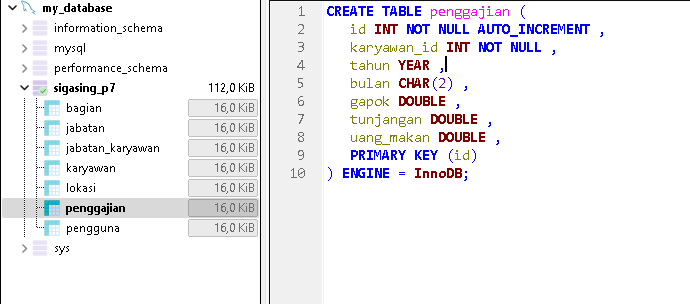 my_database
information_schema
mysql
performance_schema
sigasing_p7 112,0 KiB
bagian 16,0 KiB
jabatan 16,0 KiB
jabatan_karyawan 16,0 KiB
karyawan 16,0 KiB
lokasi 16,0 KiB
penggajian 16,0 KiB
pengguna 16,0 KiB
sys
1 CREATE TABLE penggajian (
2 id INT NOT NULL AUTO_INCREMENT ,
3 karyawan_id INT NOT NULL ,
4 tahun YEAR ,
5 bulan CHAR(2) ,
6 gapok DOUBLE ,
7 tunjangan DOUBLE ,
8 uang_makan DOUBLE ,
9 PRIMARY KEY (id)
10 ) ENGINE = InnoDB;